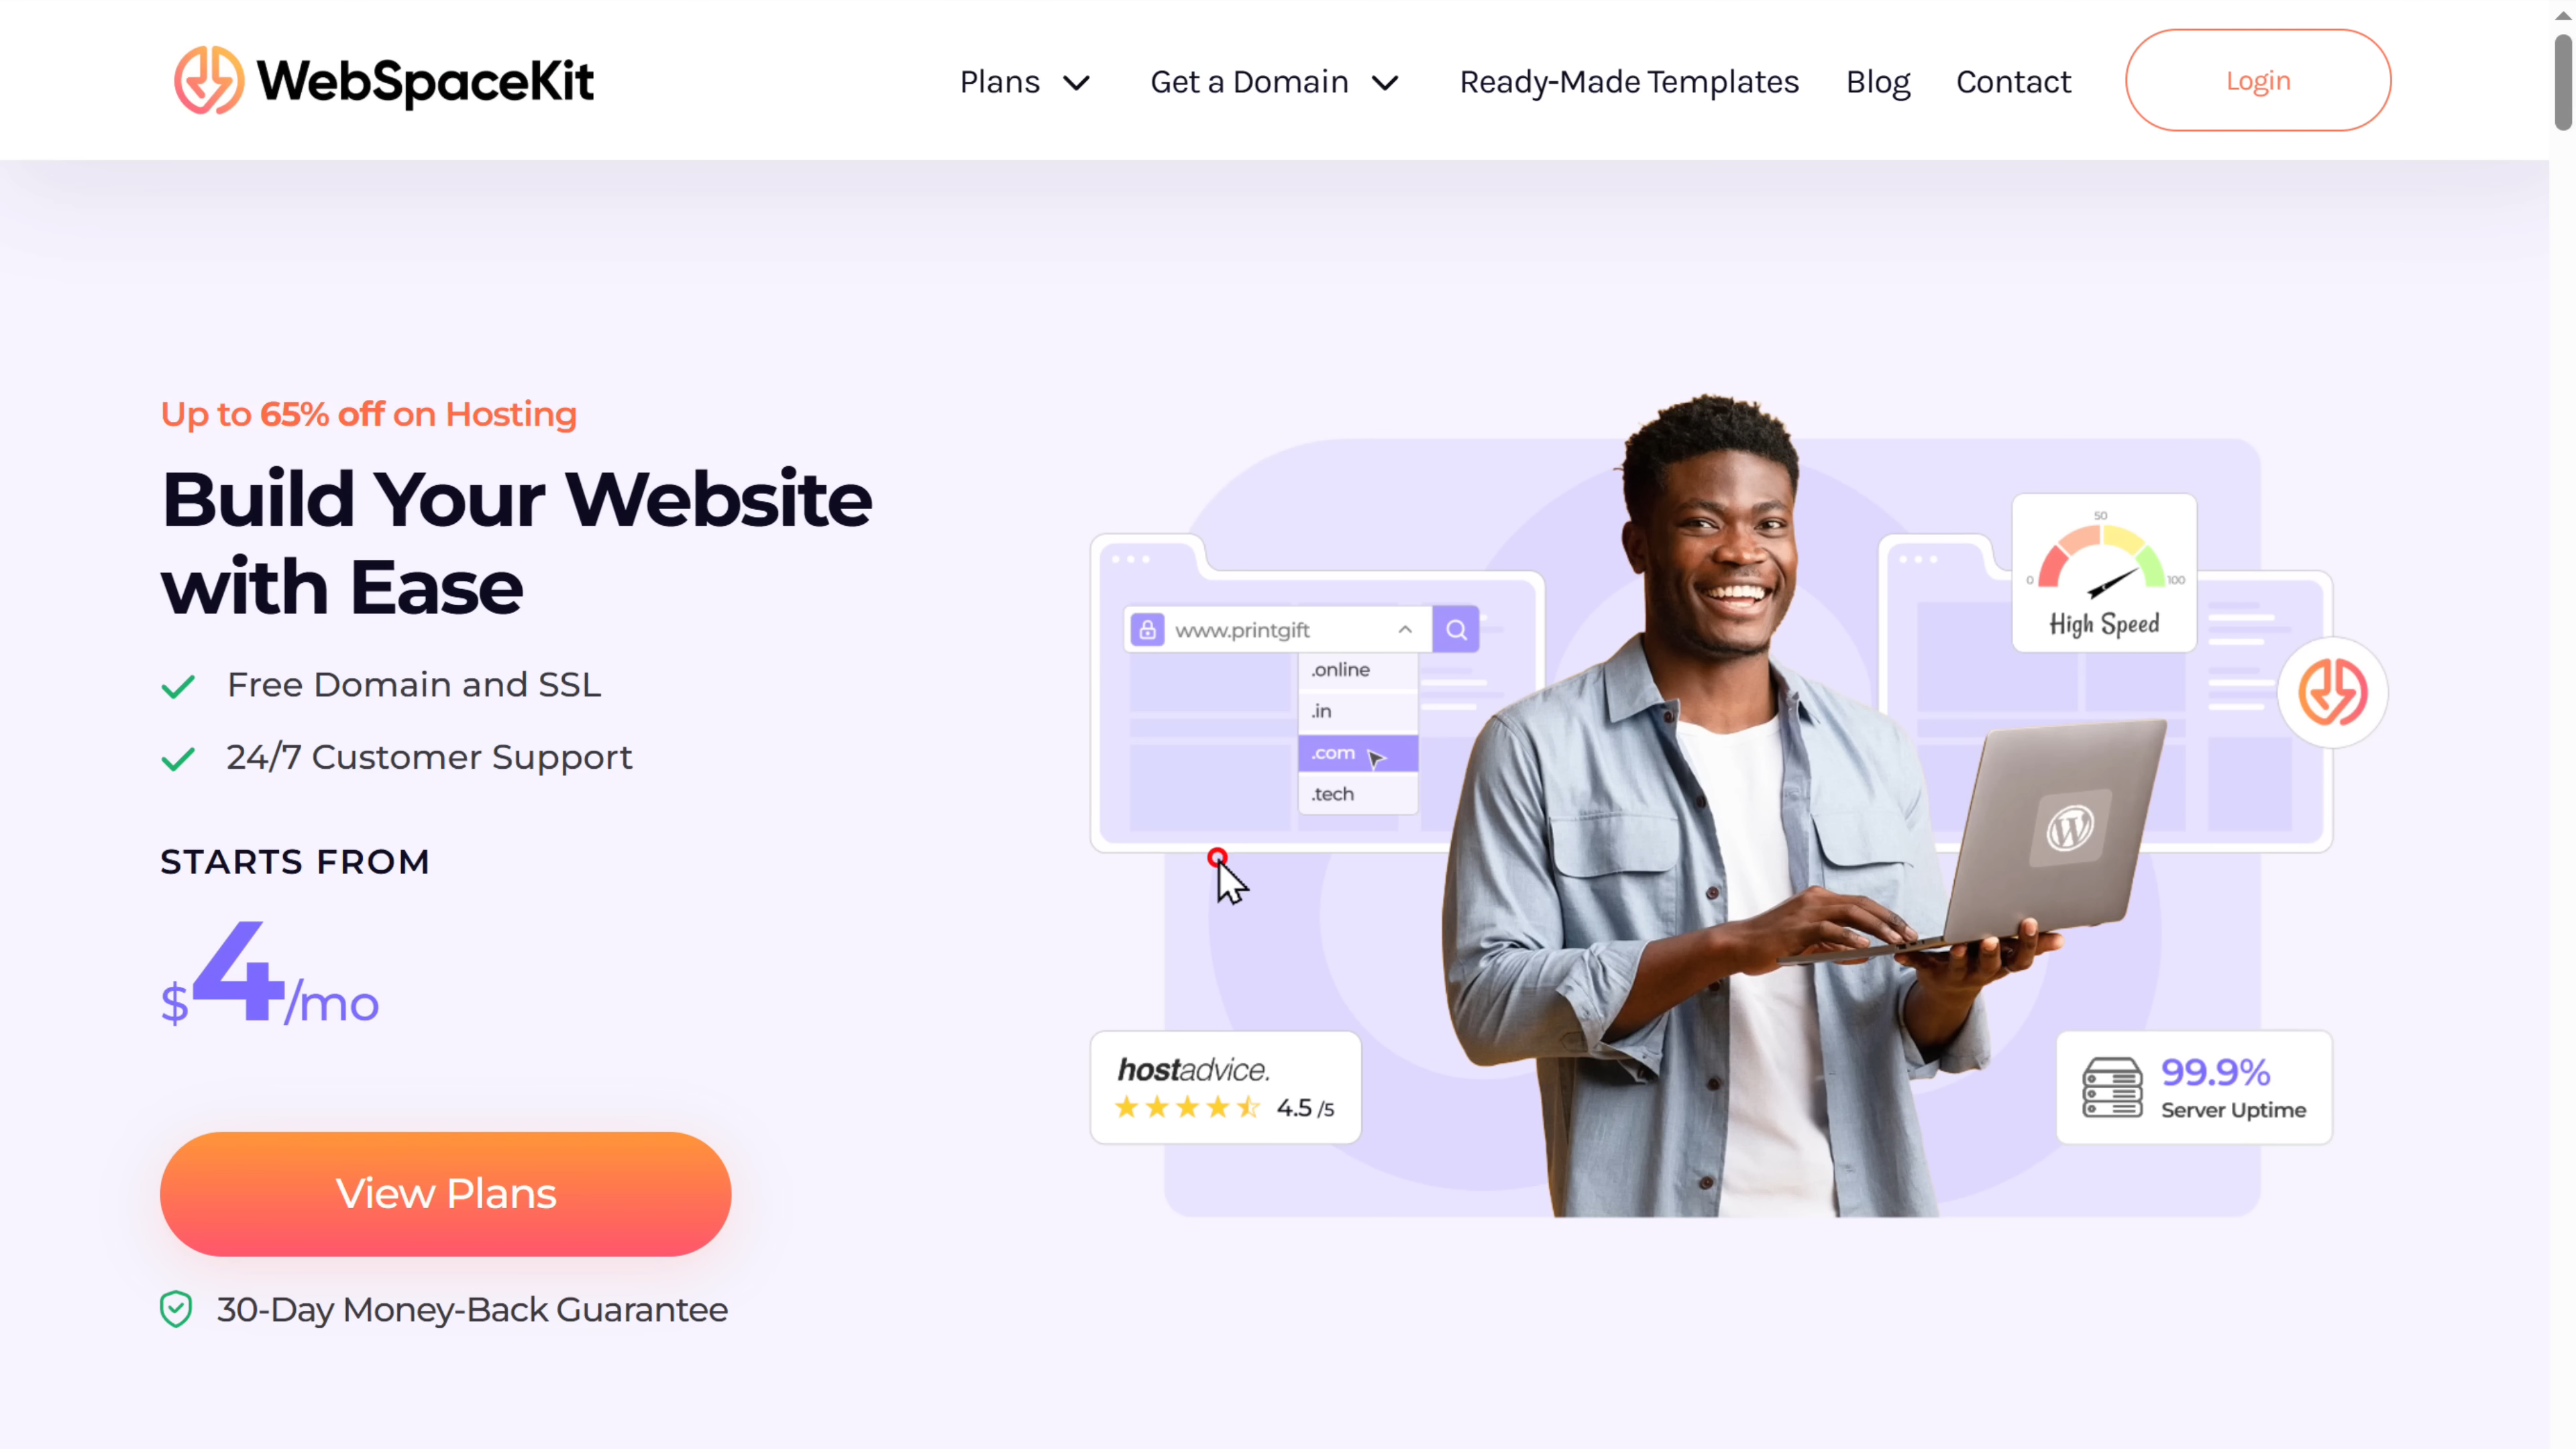 WebSpaceKit
Plans
Get a Domain
Ready-Made Templates
Blog
Contact
Login
Up to 65% off on Hosting
Build Your Website
with Ease
Free Domain and SSL
24/7 Customer Support
STARTS FROM
$4/mo
View Plans
30-Day Money-Back Guarantee
www.printgift
.online
.in
.com
.tech
0
50
100
High Speed
hostadvice.
4.5 /5
99.9%
Server Uptime